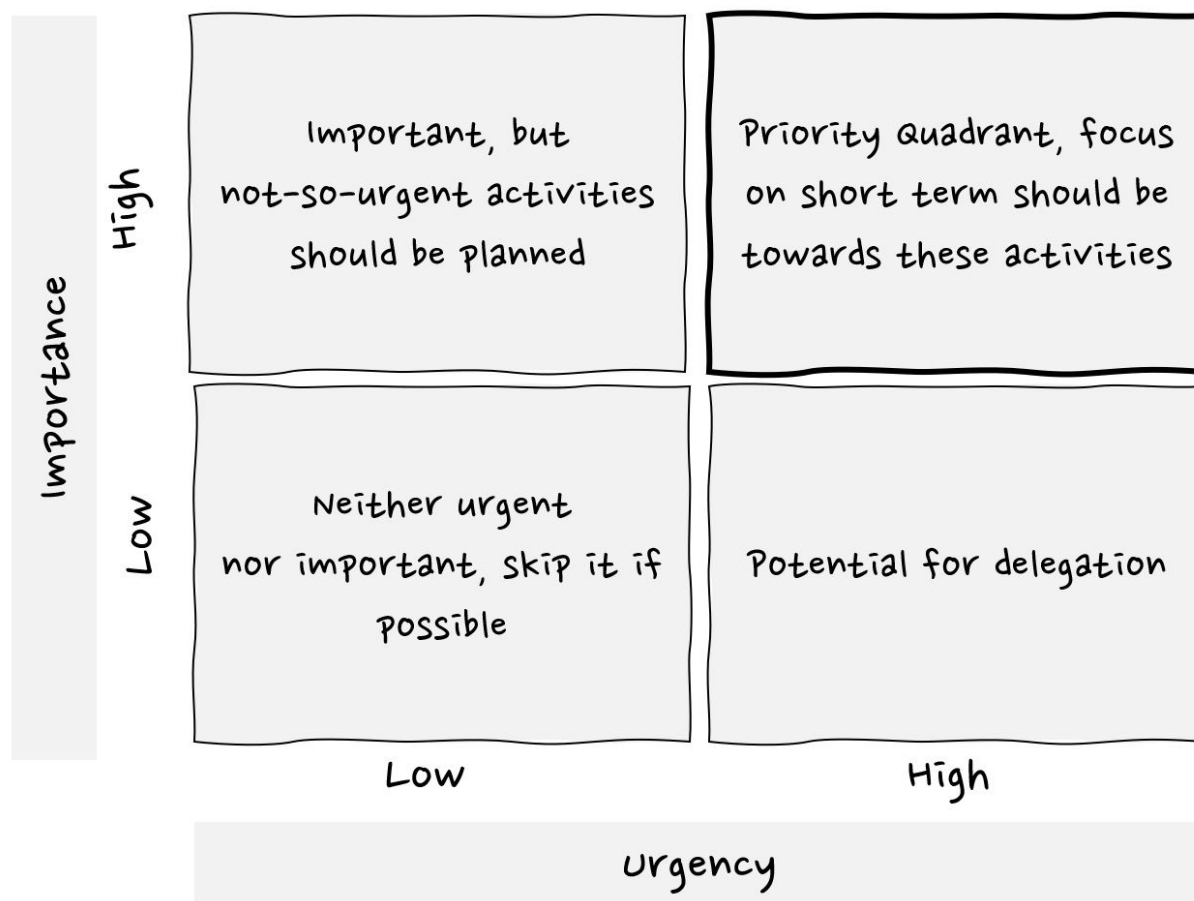 Importance
High
Important, but
not-so-urgent activities
should be planned
Priority Quadrant, focus
on short term should be
towards these activities
Low
Neither urgent
nor important, skip it if
possible
Potential for delegation
Low
High
Urgency